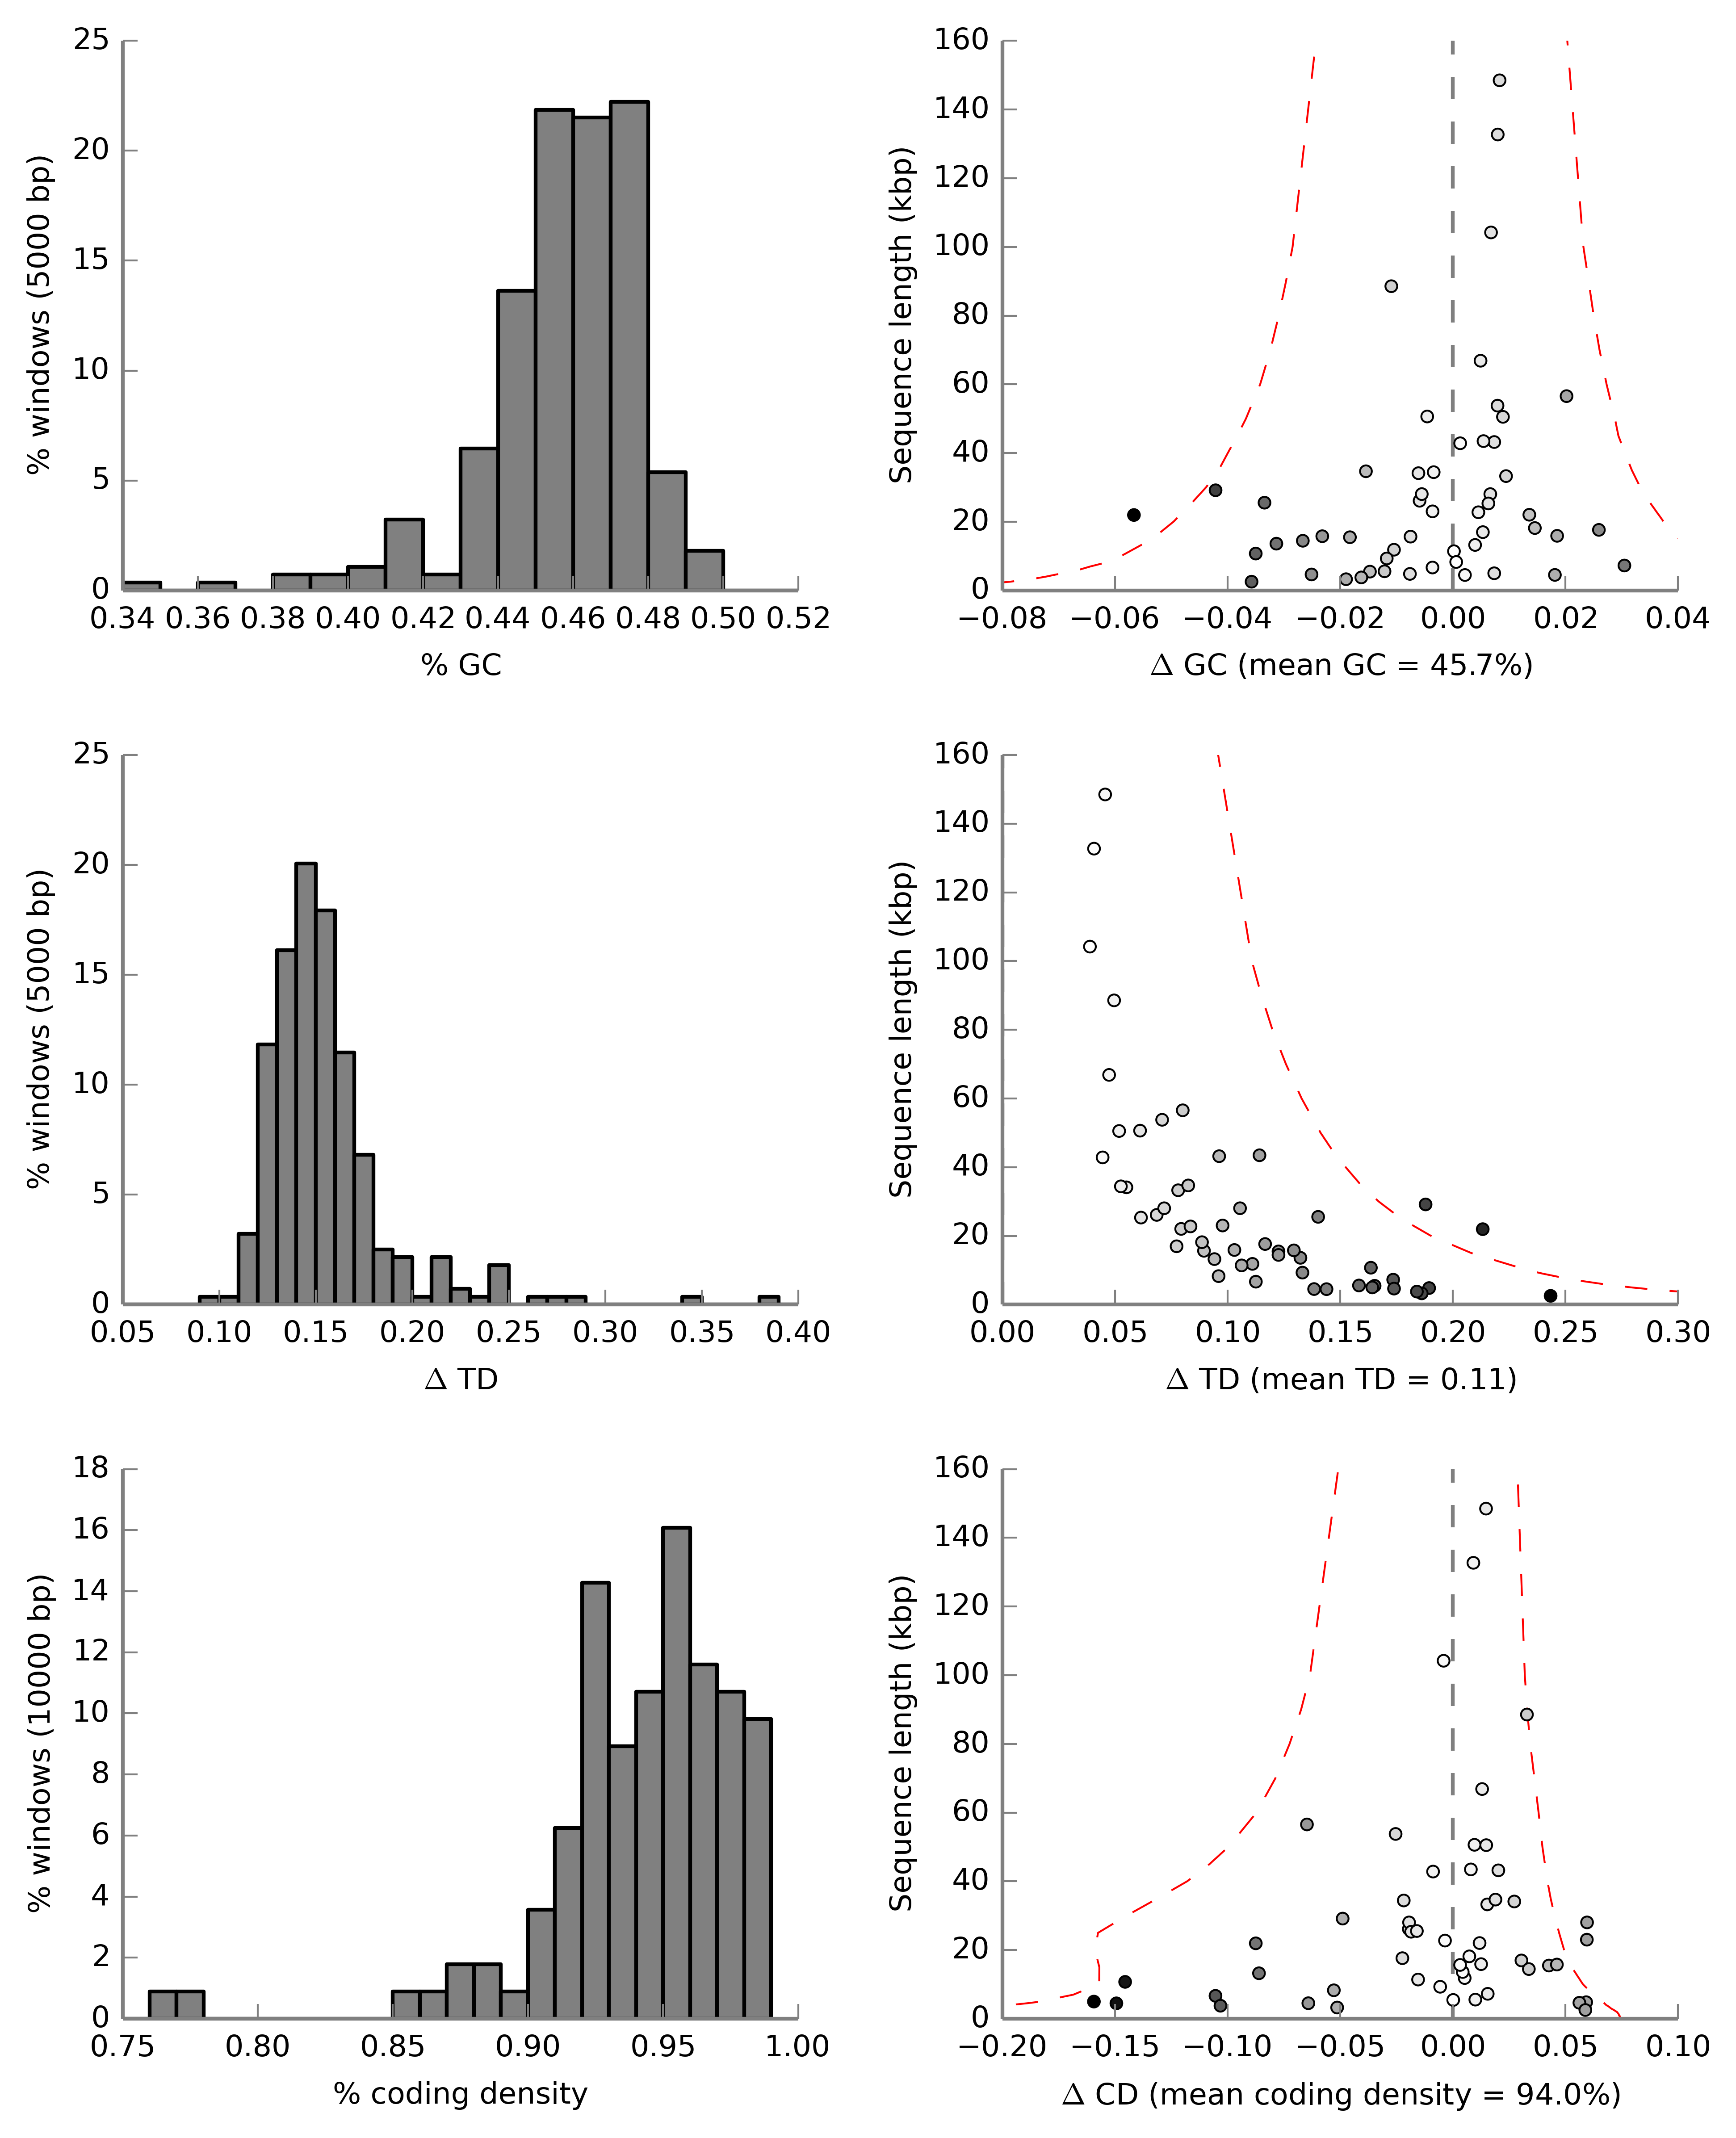 25
20
15
10
5
0
% windows (5000 bp)
0.34 0.36 0.38 0.40 0.42 0.44 0.46 0.48 0.50 0.52
% GC
160
140
120
100
80
60
40
20
0
Sequence length (kbp)
−0.08 −0.06 −0.04 −0.02 0.00 0.02 0.04
Δ GC (mean GC = 45.7%)
25
20
15
10
5
0
% windows (5000 bp)
0.05 0.10 0.15 0.20 0.25 0.30 0.35 0.40
Δ TD
160
140
120
100
80
60
40
20
0
Sequence length (kbp)
0.00 0.05 0.10 0.15 0.20 0.25 0.30
Δ TD (mean TD = 0.11)
18
16
14
12
10
8
6
4
2
0
% windows (10000 bp)
0.75 0.80 0.85 0.90 0.95 1.00
% coding density
160
140
120
100
80
60
40
20
0
Sequence length (kbp)
−0.20 −0.15 −0.10 −0.05 0.00 0.05 0.10
Δ CD (mean coding density = 94.0%)